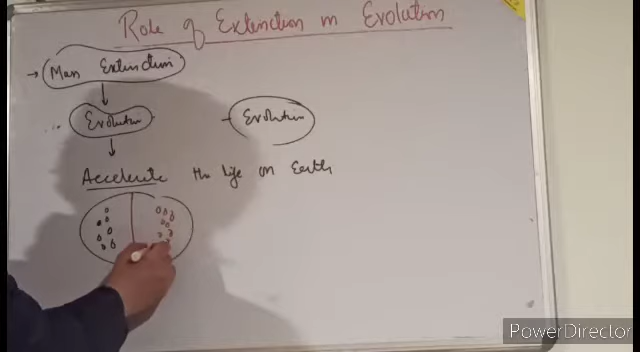 Role of Extinction in Evolution
→ Mass Extinction
Evolution
Evolution
Accelerate the life on Earth
PowerDirector